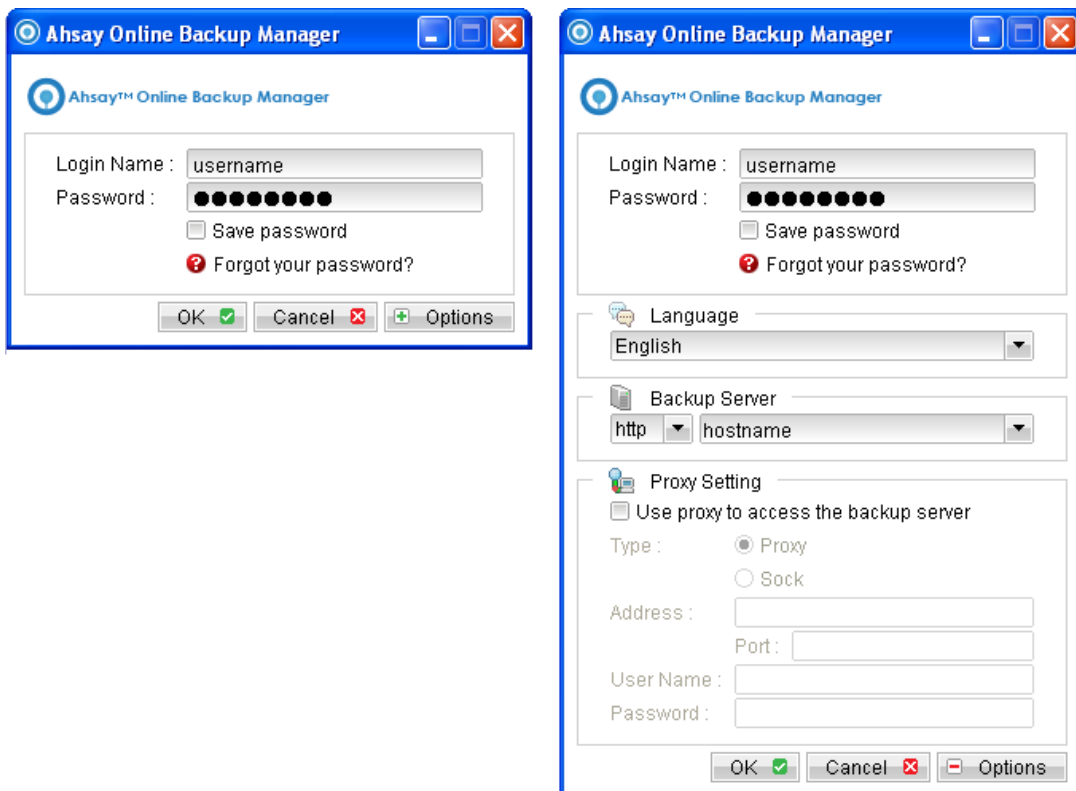 Ahsay Online Backup Manager
Ahsay™ Online Backup Manager
Login Name : username
Password : ●●●●●●●●
Save password
Forgot your password?
OK Cancel Options
Ahsay Online Backup Manager
Ahsay™ Online Backup Manager
Login Name : username
Password : ●●●●●●●●
Save password
Forgot your password?
Language
English
Backup Server
http hostname
Proxy Setting
Use proxy to access the backup server
Type : Proxy
Sock
Address :
Port :
User Name :
Password :
OK Cancel Options